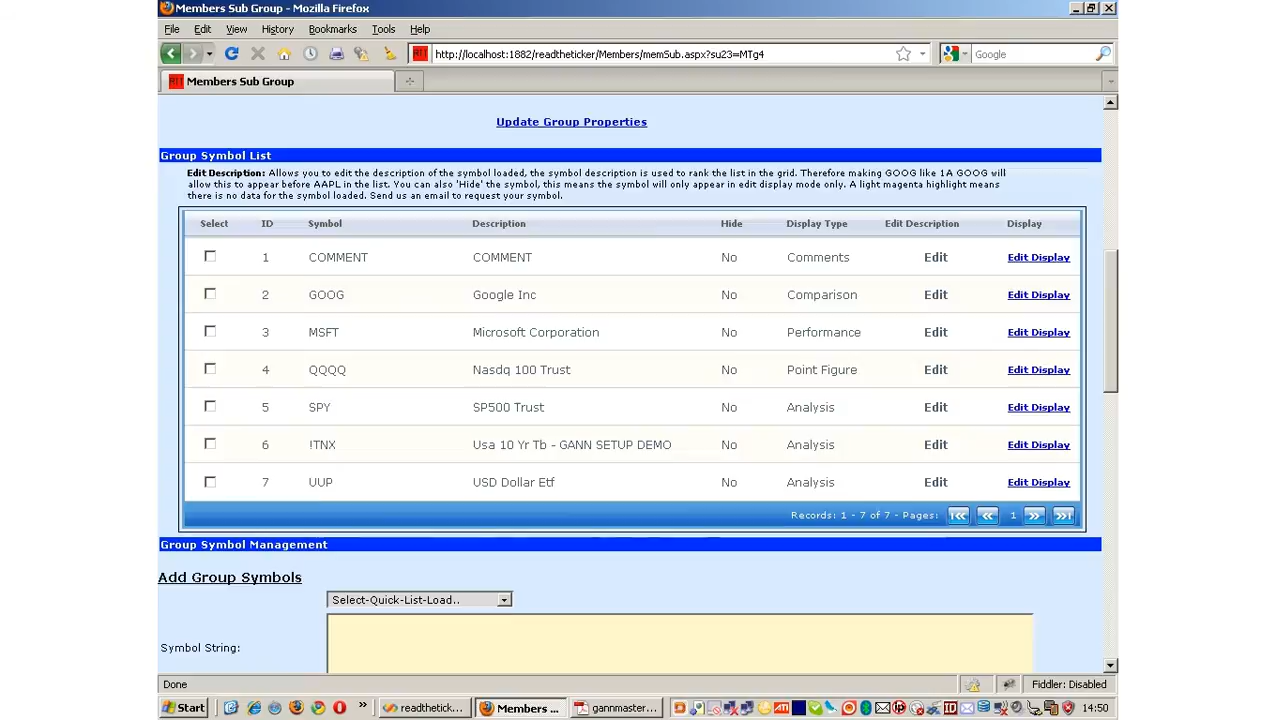 Members Sub Group - Mozilla Firefox
File Edit View History Bookmarks Tools Help
http://localhost:1882/readtheticker/Members/memSub.aspx?su23=MTg4
Google
Members Sub Group
Update Group Properties
Group Symbol List
Edit Description: Allows you to edit the description of the symbol loaded, the symbol description is used to rank the list in the grid. Therefore making GOOG like 1A GOOG will
allow this to appear before AAPL in the list. You can also 'Hide' the symbol, this means the symbol will only appear in edit display mode only. A light magenta highlight means
there is no data for the symbol loaded. Send us an email to request your symbol.
Select ID Symbol Description Hide Display Type Edit Description Display
1 COMMENT COMMENT No Comments Edit Edit Display
2 GOOG Google Inc No Comparison Edit Edit Display
3 MSFT Microsoft Corporation No Performance Edit Edit Display
4 QQQQ Nasdq 100 Trust No Point Figure Edit Edit Display
5 SPY SP500 Trust No Analysis Edit Edit Display
6 !TNX Usa 10 Yr Tb - GANN SETUP DEMO No Analysis Edit Edit Display
7 UUP USD Dollar Etf No Analysis Edit Edit Display
Records: 1 - 7 of 7 - Pages: 1
Group Symbol Management
Add Group Symbols
Select-Quick-List-Load..
Symbol String:
Done Fiddler: Disabled
Start readthetick... Members ... gannmaster... 14:50